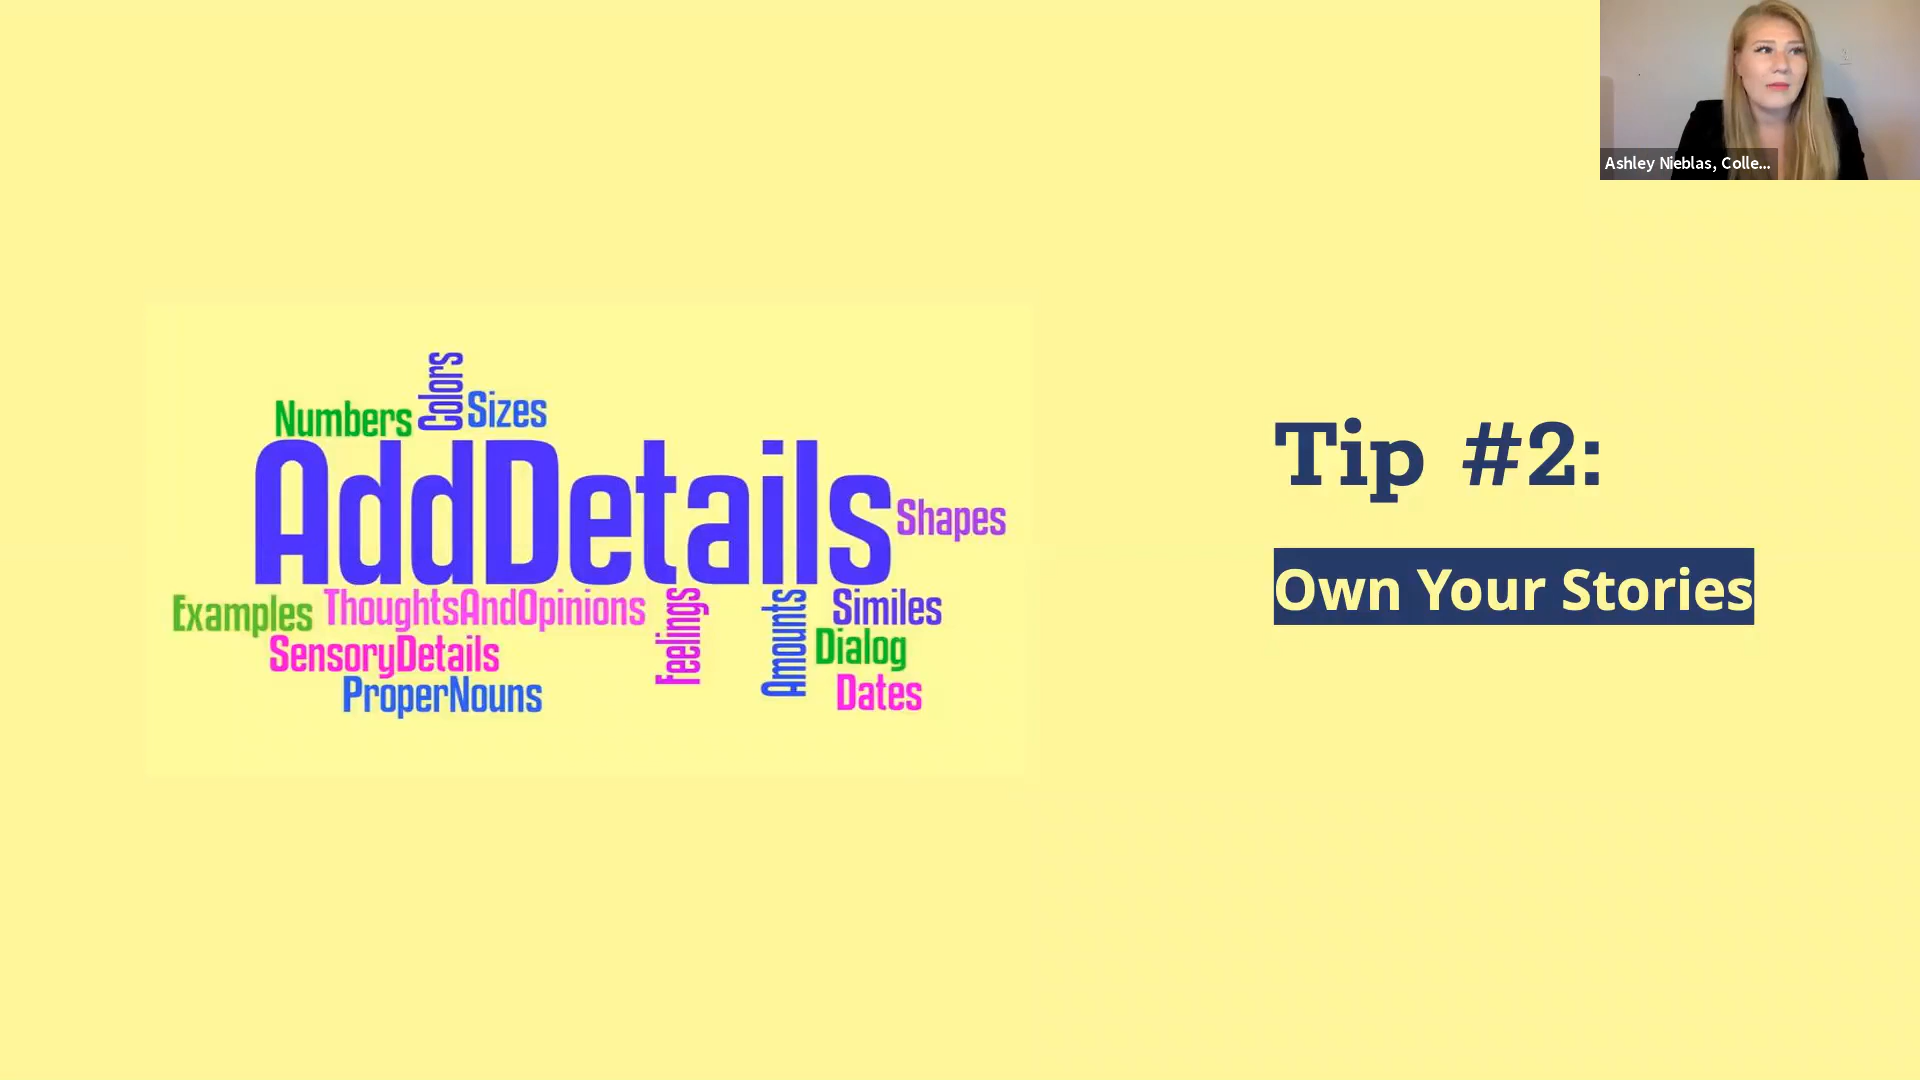 Ashley Nieblas, Colle...
Colors
Numbers
Sizes
AddDetails
Shapes
Examples
ThoughtsAndOpinions
Feelings
Amounts
Similes
SensoryDetails
Dialog
ProperNouns
Dates
Tip #2:
Own Your Stories